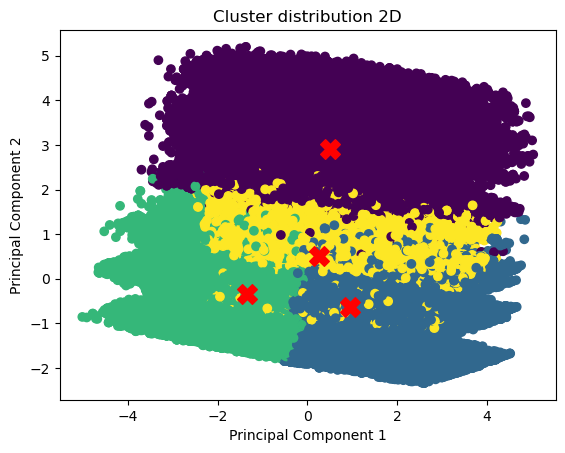 Cluster distribution 2D
5
4
3
2
1
0
−1
−2
Principal Component 2
−4 −2 0 2 4
Principal Component 1